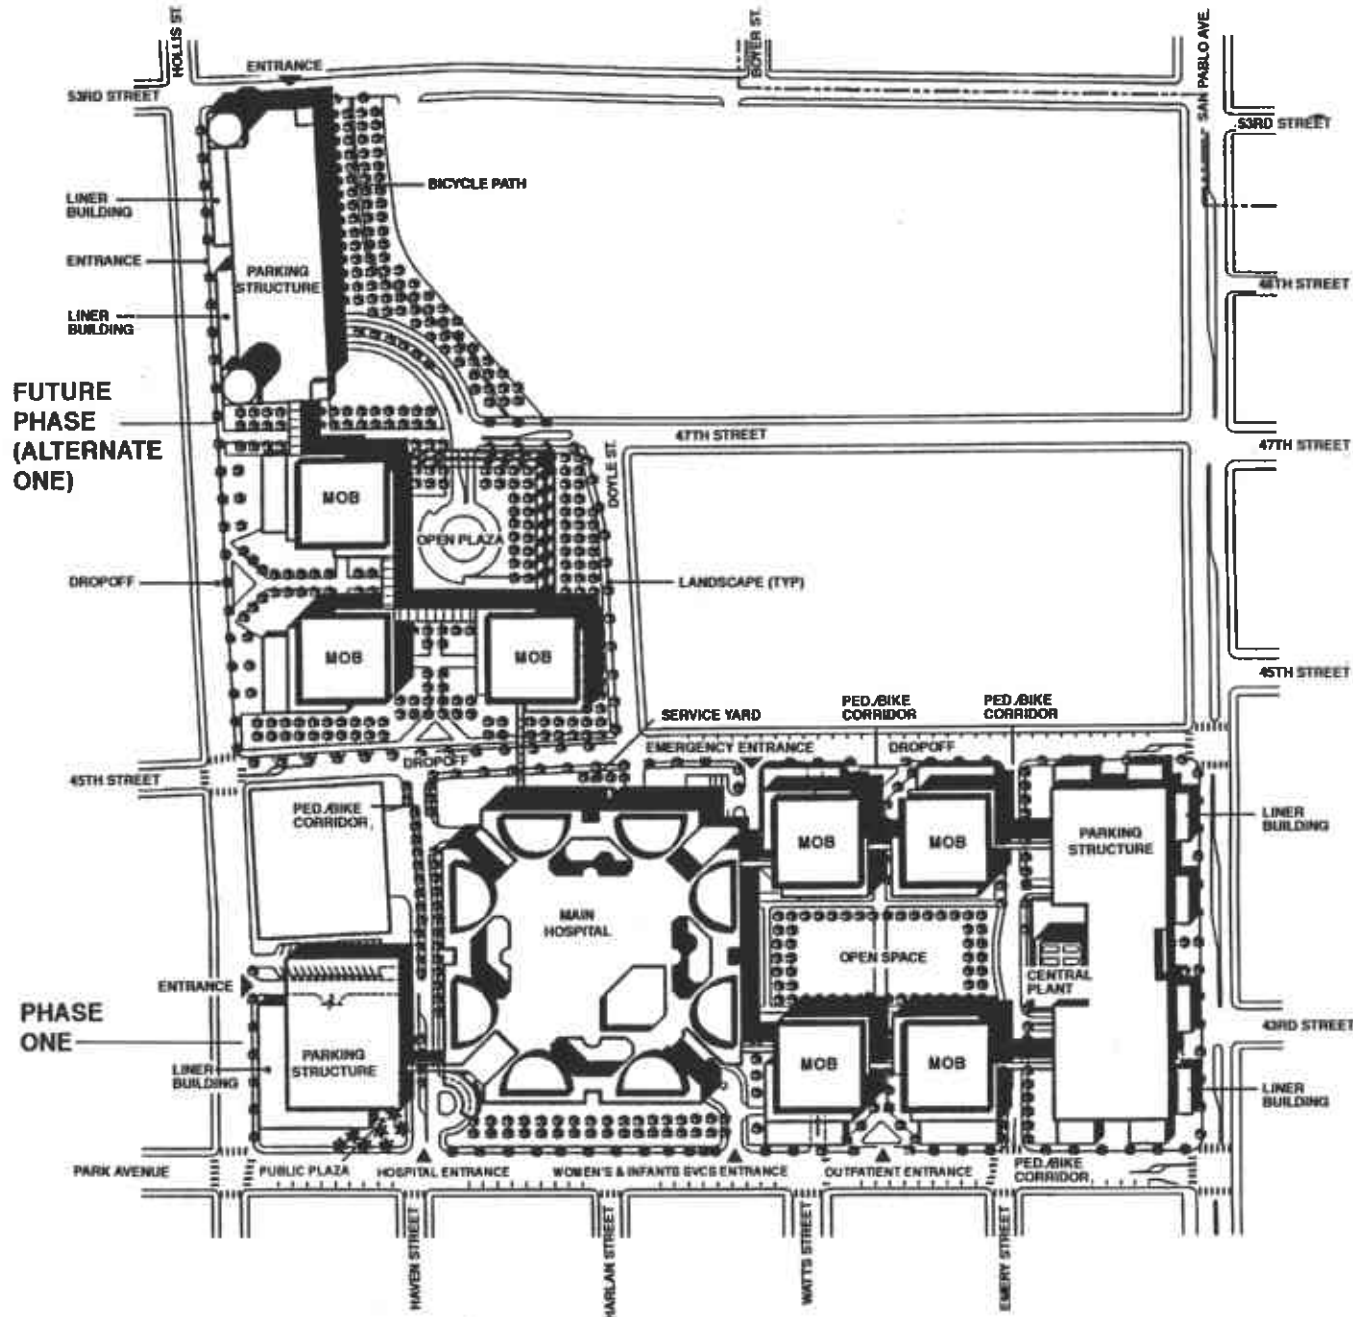 HOLLIS ST.
BOYER ST.
SAN PABLO AVE.
ENTRANCE
53RD STREET
53RD STREET
BICYCLE PATH
LINER
BUILDING
ENTRANCE
PARKING
STRUCTURE
48TH STREET
LINER
BUILDING
FUTURE
PHASE
(ALTERNATE
ONE)
47TH STREET
47TH STREET
DOYLE ST.
MOB
OPEN PLAZA
DROPOFF
LANDSCAPE (TYP)
MOB
MOB
45TH STREET
SERVICE YARD
PED./BIKE
CORRIDOR
PED./BIKE
CORRIDOR
EMERGENCY ENTRANCE
DROPOFF
DROPOFF
45TH STREET
PED./BIKE
CORRIDOR
MOB
MOB
PARKING
STRUCTURE
LINER
BUILDING
MAIN
HOSPITAL
OPEN SPACE
CENTRAL
PLANT
ENTRANCE
PHASE
ONE
43RD STREET
PARKING
STRUCTURE
LINER
BUILDING
MOB
MOB
LINER
BUILDING
PARK AVENUE
PUBLIC PLAZA
HOSPITAL ENTRANCE
WOMEN'S & INFANTS SVCS ENTRANCE
OUTPATIENT ENTRANCE
PED./BIKE
CORRIDOR
HAVEN STREET
HARLAN STREET
WATTS STREET
EMERY STREET